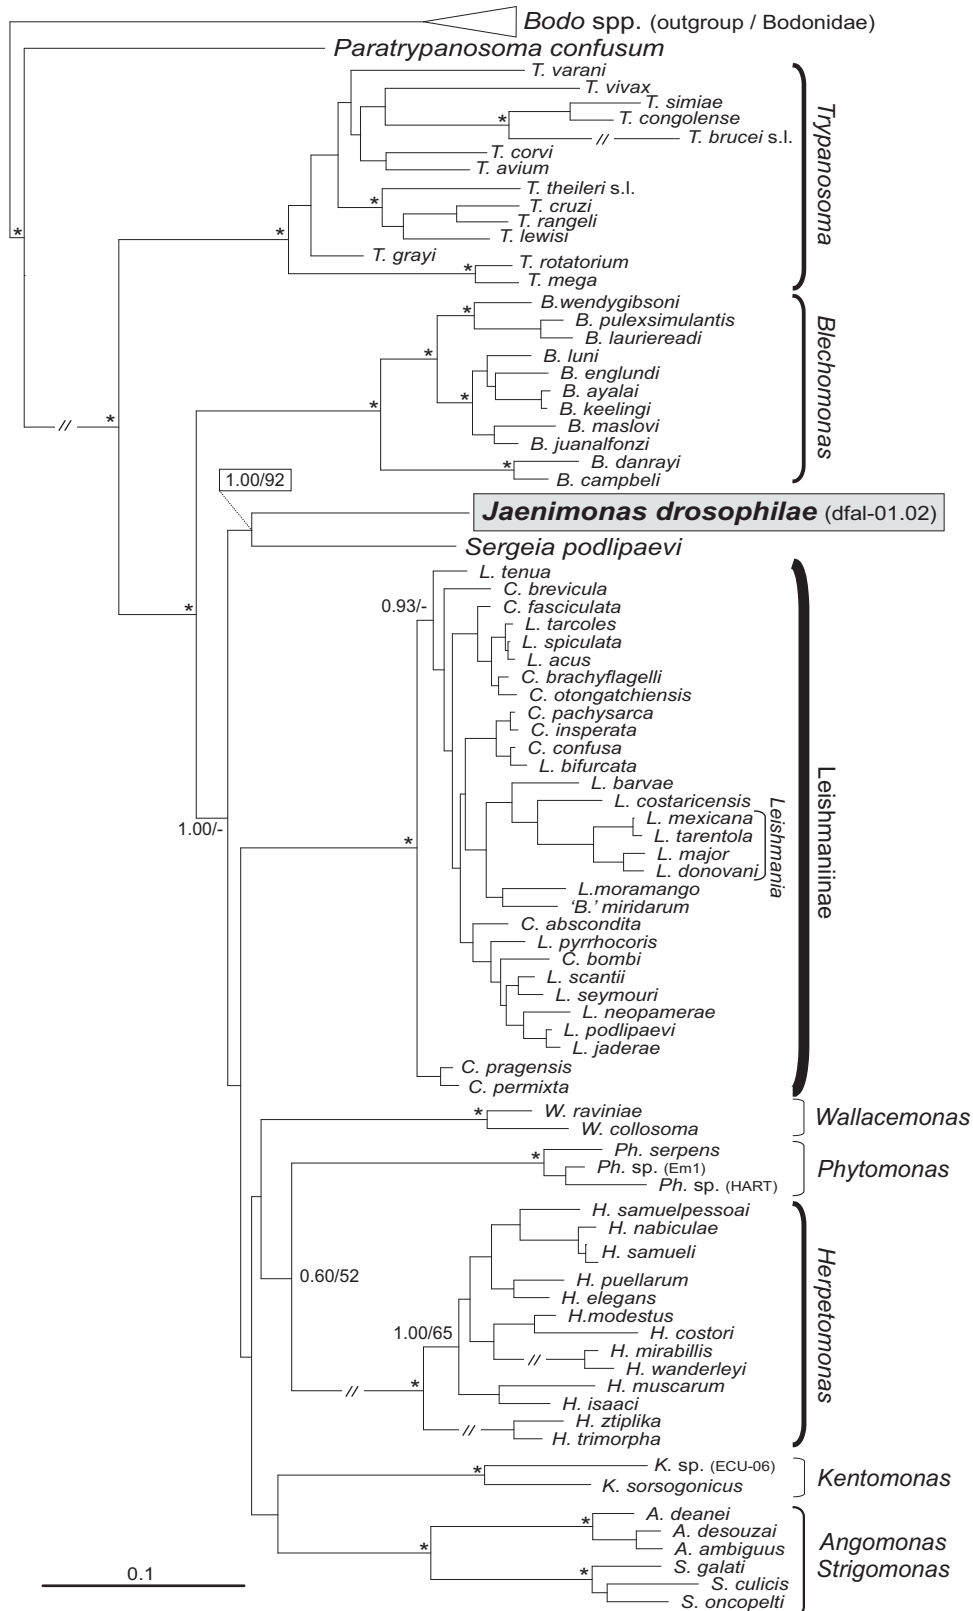 Bodo spp. (outgroup / Bodonidae)
Paratrypanosoma confusum
T. varani
T. vivax
T. simiae
* T. congolense
// T. brucei s.l.
T. corvi
T. avium
T. theileri s.l.
* T. cruzi
T. rangeli
* * T. lewisi
T. grayi
* T. rotatorium
T. mega
Trypanosoma
B.wendygibsoni
* B. pulexsimulantis
B. lauriereadi
* B. luni
B. englundi
B. ayalai
* * B. keelingi
// * B. maslovi
B. juanalfonzi
* B. danrayi
B. campbeli
Blechomonas
1.00/92
Jaenimonas drosophilae (dfal-01.02)
Sergeia podlipaevi
L. tenua
C. brevicula
* 0.93/- C. fasciculata
L. tarcoles
L. spiculata
L. acus
C. brachyflagelli
C. otongatchiensis
C. pachysarca
C. insperata
C. confusa
L. bifurcata
L. barvae
L. costaricensis
L. mexicana
1.00/- L. tarentola
* L. major
L. donovani
Leishmania
L.moramango
‘B.’ miridarum
C. abscondita
L. pyrrhocoris
C. bombi
L. scantii
L. seymouri
L. neopamerae
L. podlipaevi
L. jaderae
C. pragensis
C. permixta
Leishmaniinae
* W. raviniae
W. collosoma
Wallacemonas
* Ph. serpens
Ph. sp. (Em1)
Ph. sp. (HART)
Phytomonas
H. samuelpessoai
H. nabiculae
H. samueli
0.60/52 H. puellarum
H. elegans
H.modestus
1.00/65 H. costori
// H. mirabillis
H. wanderleyi
// * H. muscarum
H. isaaci
// H. ztiplika
H. trimorpha
Herpetomonas
* K. sp. (ECU-06)
K. sorsogonicus
Kentomonas
* A. deanei
A. desouzai
* A. ambiguus
* S. galati
S. culicis
S. oncopelti
Angomonas
Strigomonas
0.1